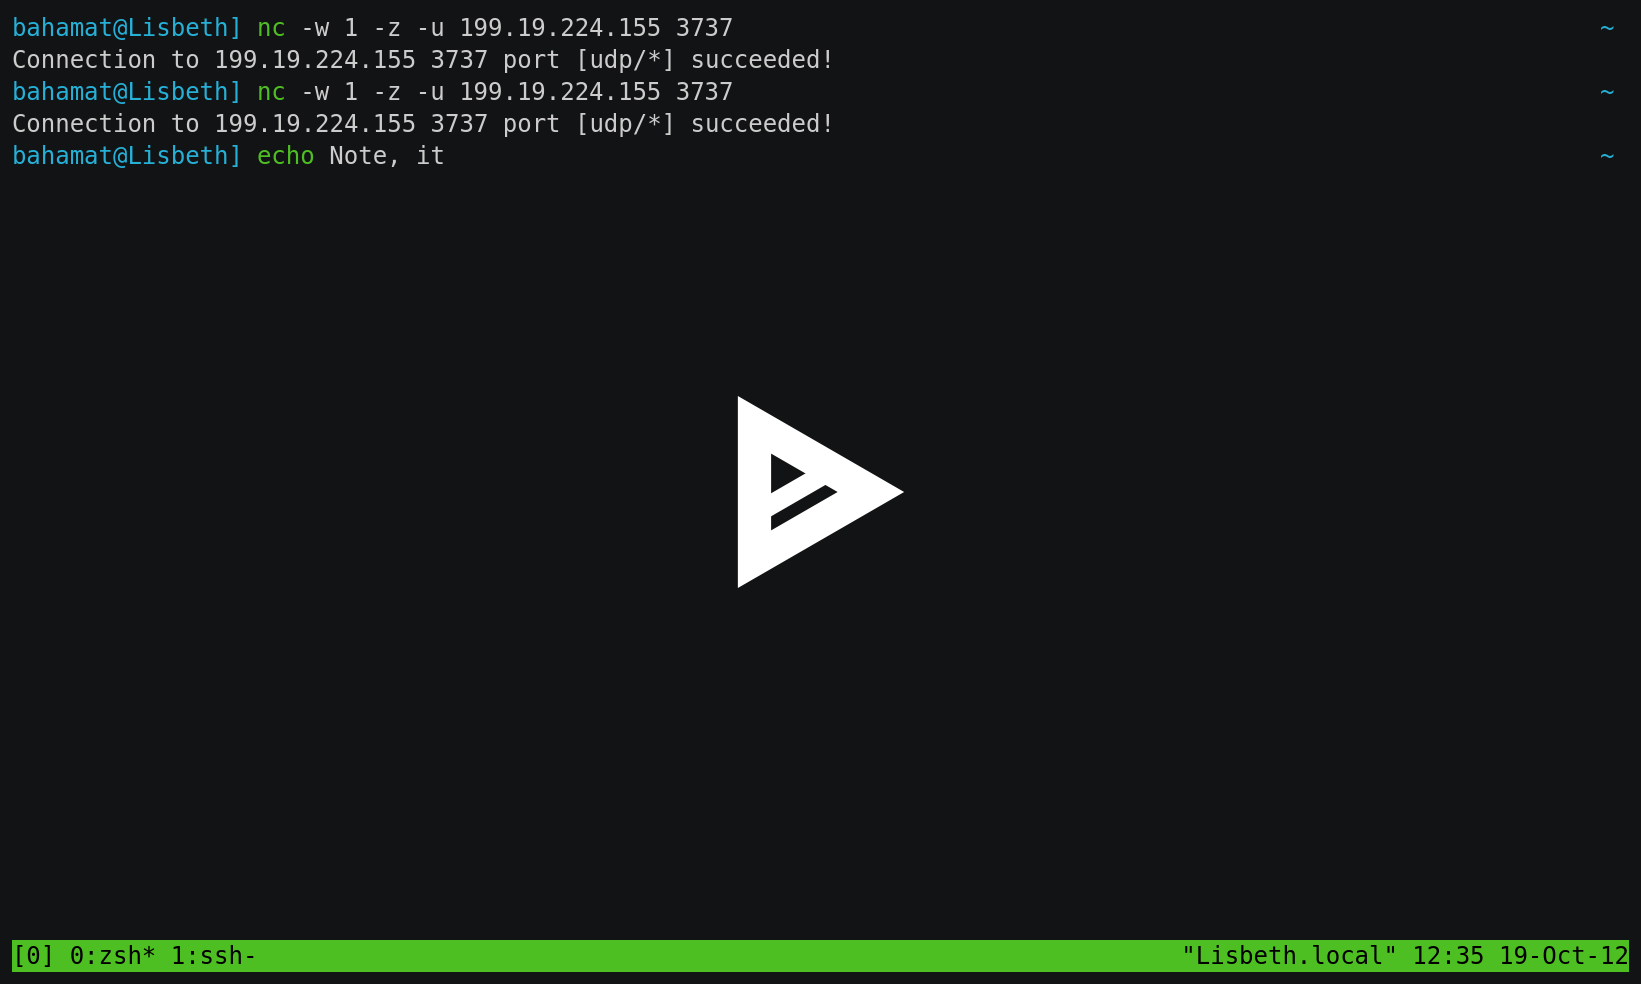 bahamat@Lisbeth] nc -w 1 -z -u 199.19.224.155 3737 ~
Connection to 199.19.224.155 3737 port [udp/*] succeeded!
bahamat@Lisbeth] nc -w 1 -z -u 199.19.224.155 3737 ~
Connection to 199.19.224.155 3737 port [udp/*] succeeded!
bahamat@Lisbeth] echo Note, it ~
[0] 0:zsh* 1:ssh- "Lisbeth.local" 12:35 19-Oct-12